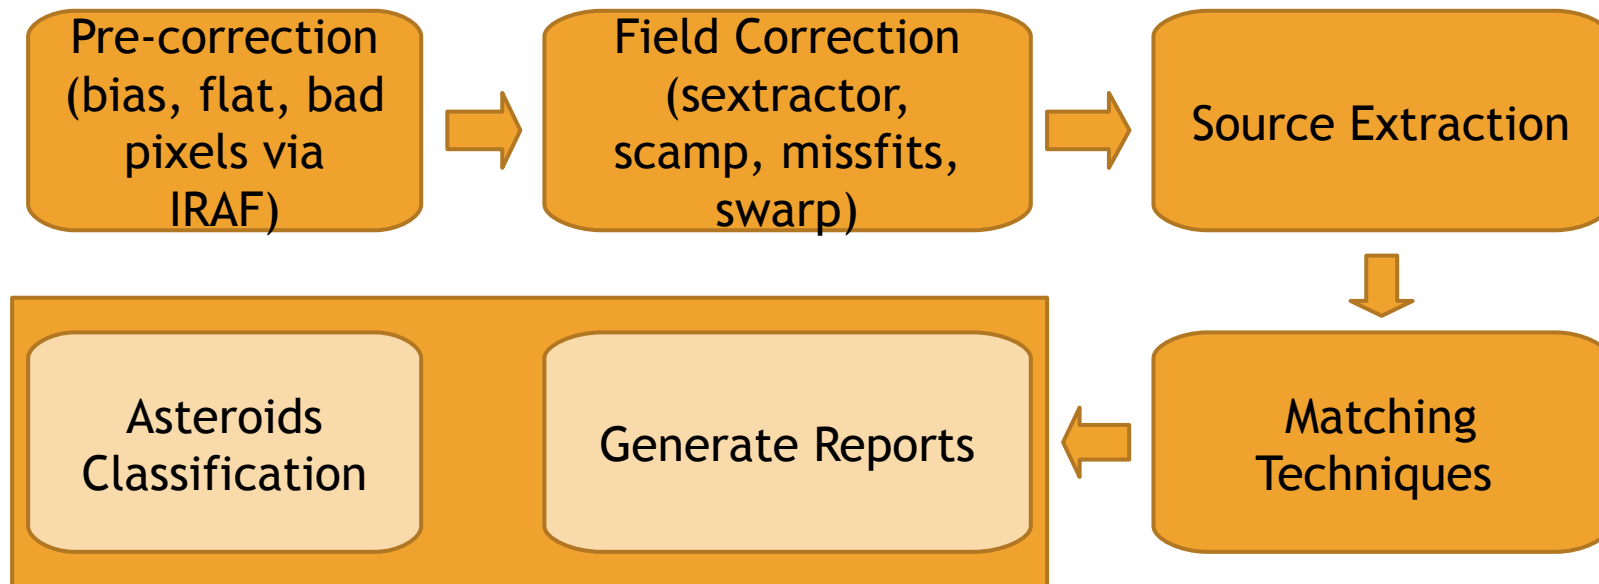 Pre-correction
(bias, flat, bad
pixels via
IRAF)
Field Correction
(sextractor,
scamp, missfits,
swarp)
Source Extraction
Asteroids
Classification
Generate Reports
Matching
Techniques